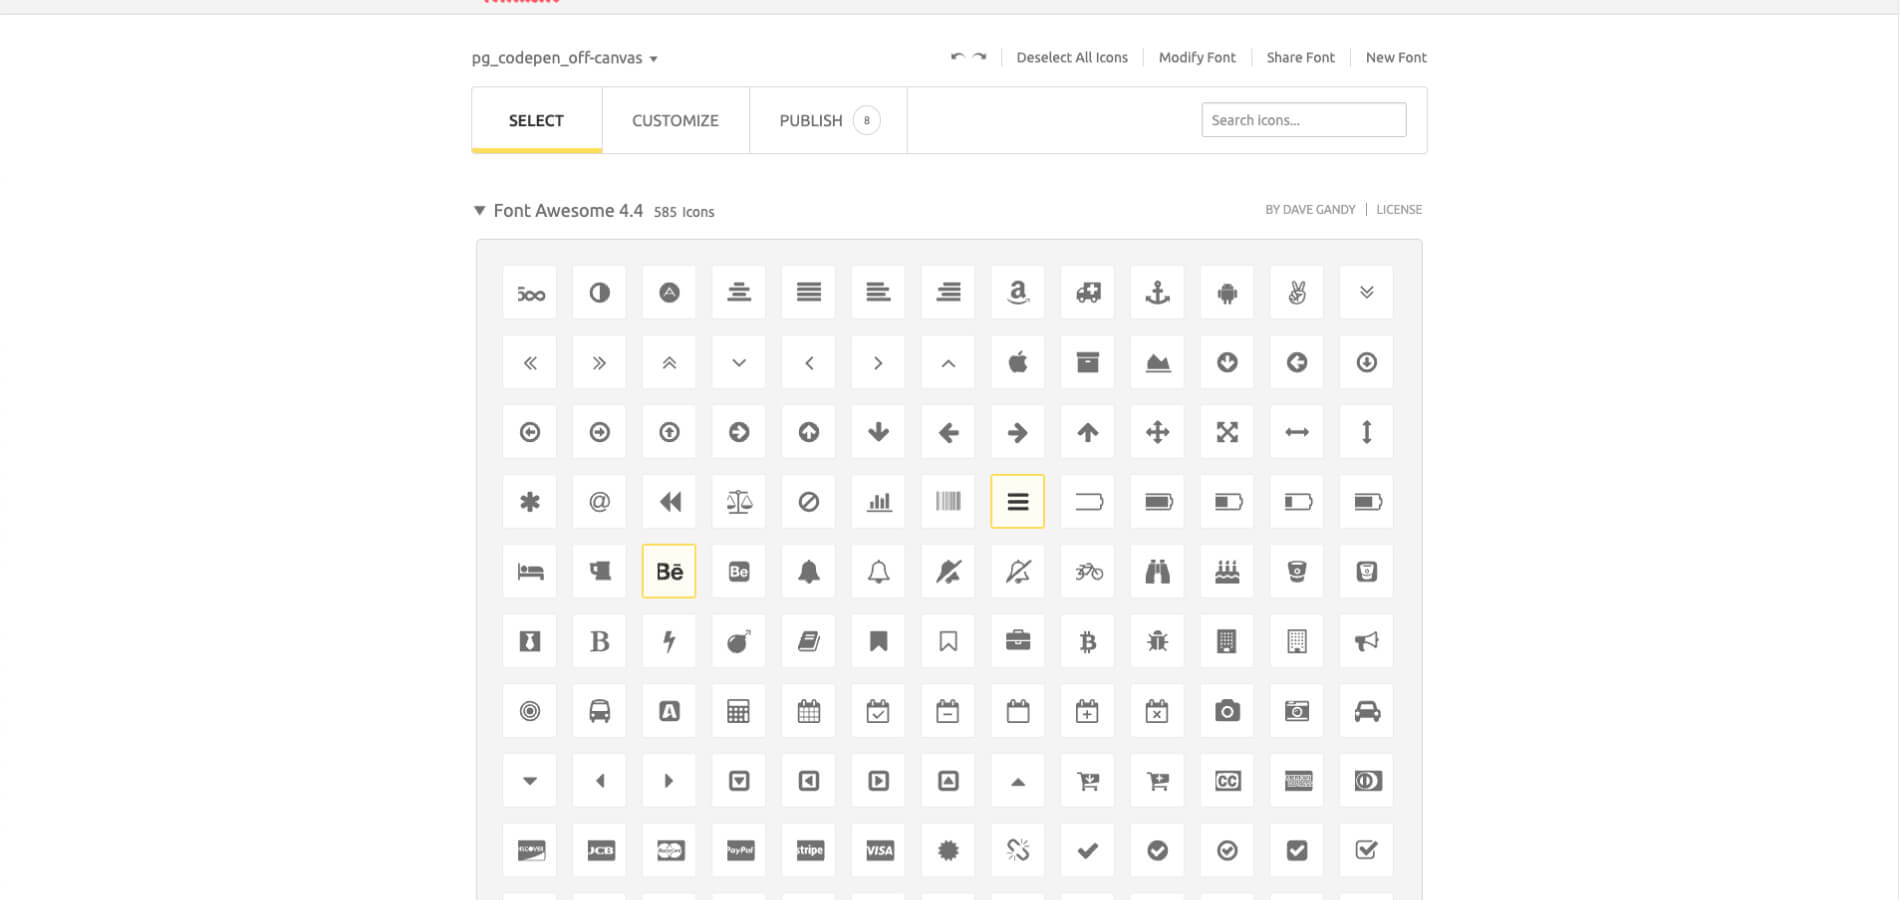 pg_codepen_off-canvas
Deselect All Icons
Modify Font
Share Font
New Font
SELECT
CUSTOMIZE
PUBLISH 8
Search icons...
Font Awesome 4.4 585 Icons
BY DAVE GANDY | LICENSE
500
a
@
Bē
Be
B
A
CC
JCB
PayPal
stripe
VISA